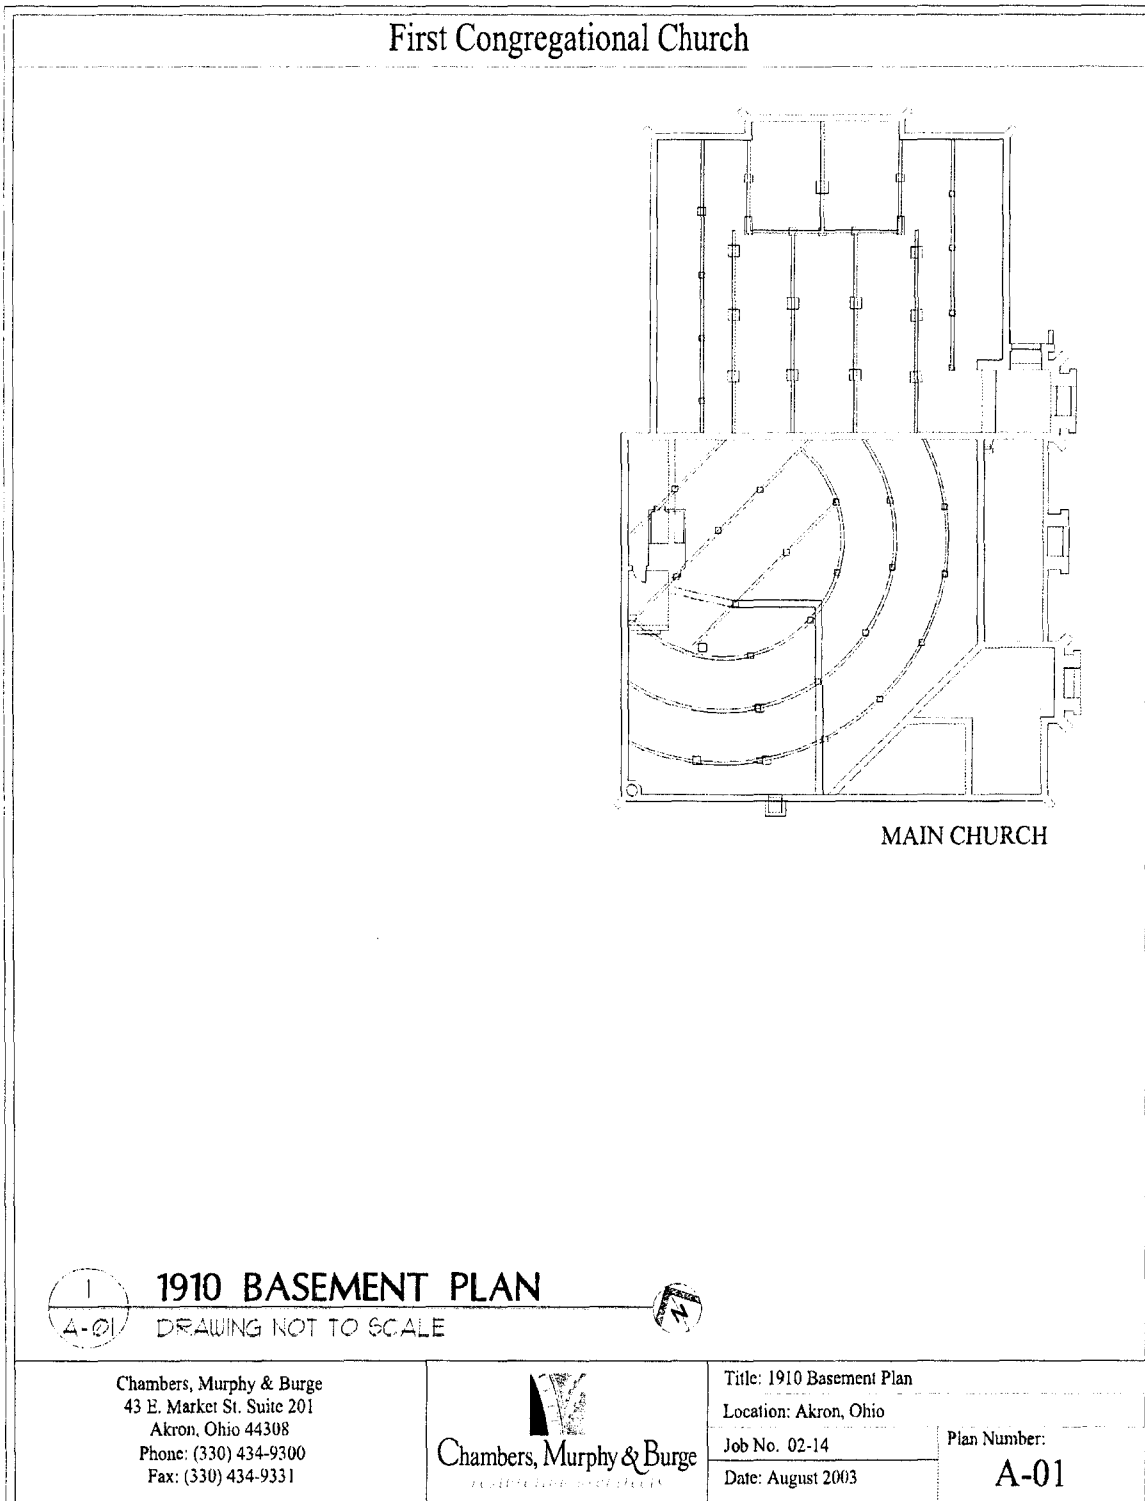 First Congregational Church
MAIN CHURCH
1
A-01
1910 BASEMENT PLAN
DRAWING NOT TO SCALE
N
Chambers, Murphy & Burge
43 E. Market St. Suite 201
Akron, Ohio 44308
Phone: (330) 434-9300
Fax: (330) 434-9331
Chambers, Murphy & Burge
restoration architects
Title: 1910 Basement Plan
Location: Akron, Ohio
Job No. 02-14
Date: August 2003
Plan Number:
A-01